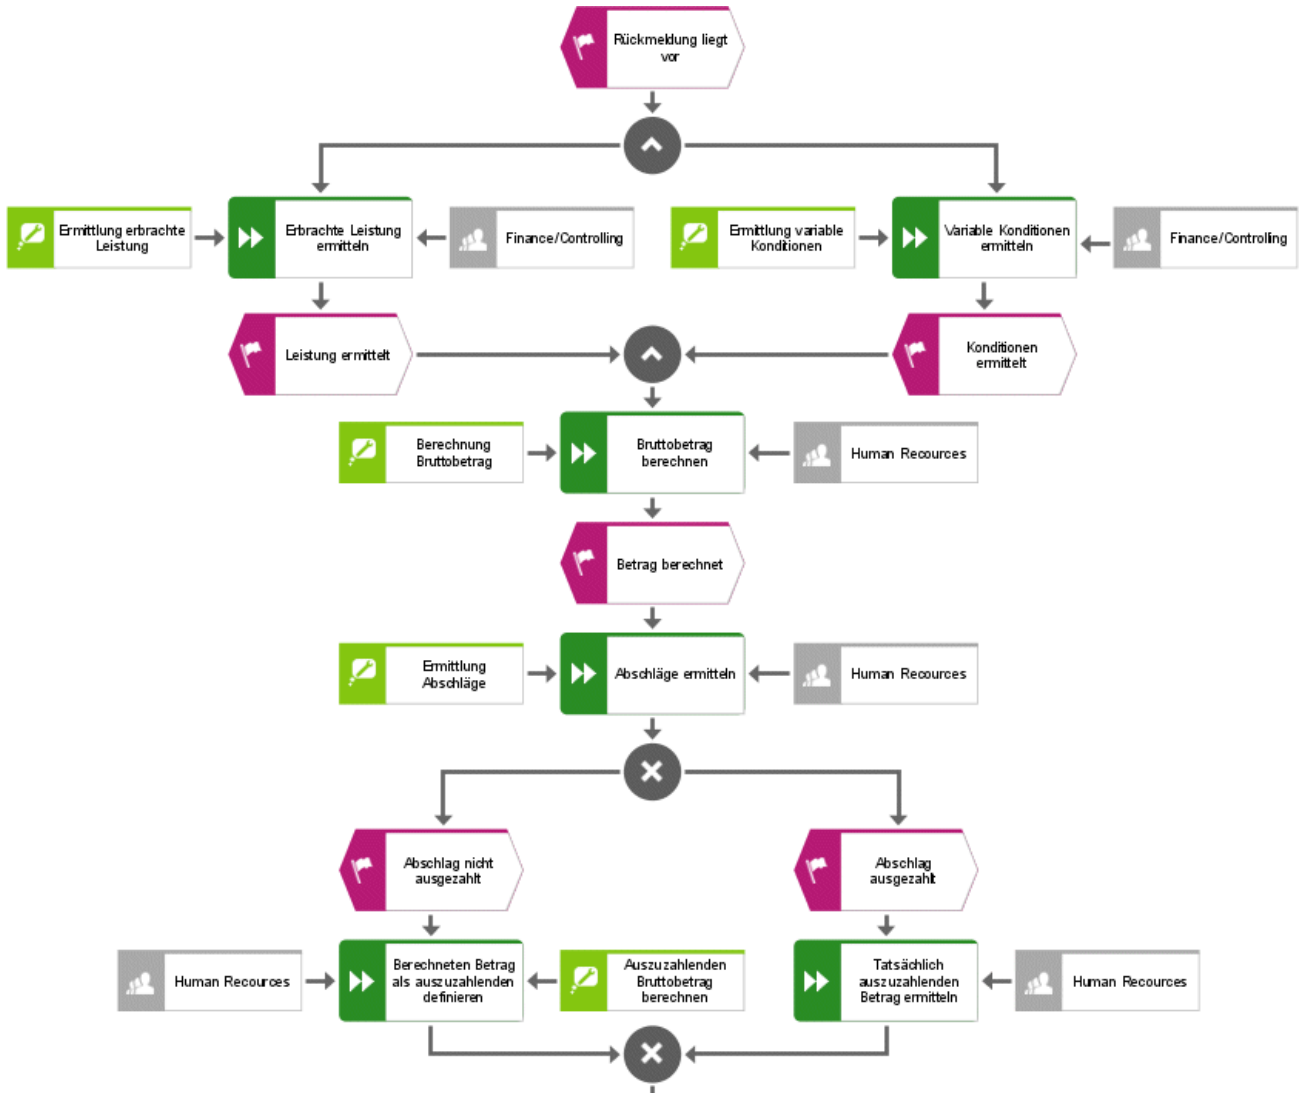 Rückmeldung liegt
vor
Ermittlung erbrachte
Leistung
Erbrachte Leistung
ermitteln
Finance/Controlling
Ermittlung variable
Konditionen
Variable Konditionen
ermitteln
Finance/Controlling
Leistung ermittelt
Konditionen
ermittelt
Berechnung
Bruttobetrag
Bruttobetrag
berechnen
Human Recources
Betrag berechnet
Ermittlung
Abschläge
Abschläge ermitteln
Human Recources
Abschlag nicht
ausgezahlt
Abschlag
ausgezahlt
Human Recources
Berechneten Betrag
als auszuzahlenden
definieren
Auszuzahlenden
Bruttobetrag
berechnen
Tatsächlich
auszuzahlenden
Betrag ermitteln
Human Recources